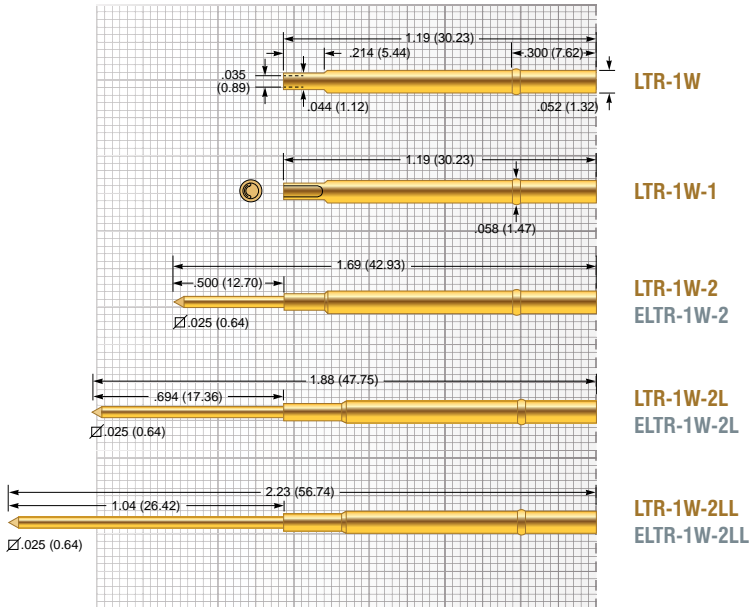 1.19 (30.23)
.214 (5.44)
.300 (7.62)
.035
(0.89)
.044 (1.12)
.052 (1.32)
LTR-1W
1.19 (30.23)
.058 (1.47)
LTR-1W-1
1.69 (42.93)
.500 (12.70)
.025 (0.64)
LTR-1W-2
ELTR-1W-2
1.88 (47.75)
.694 (17.36)
.025 (0.64)
LTR-1W-2L
ELTR-1W-2L
2.23 (56.74)
1.04 (26.42)
.025 (0.64)
LTR-1W-2LL
ELTR-1W-2LL